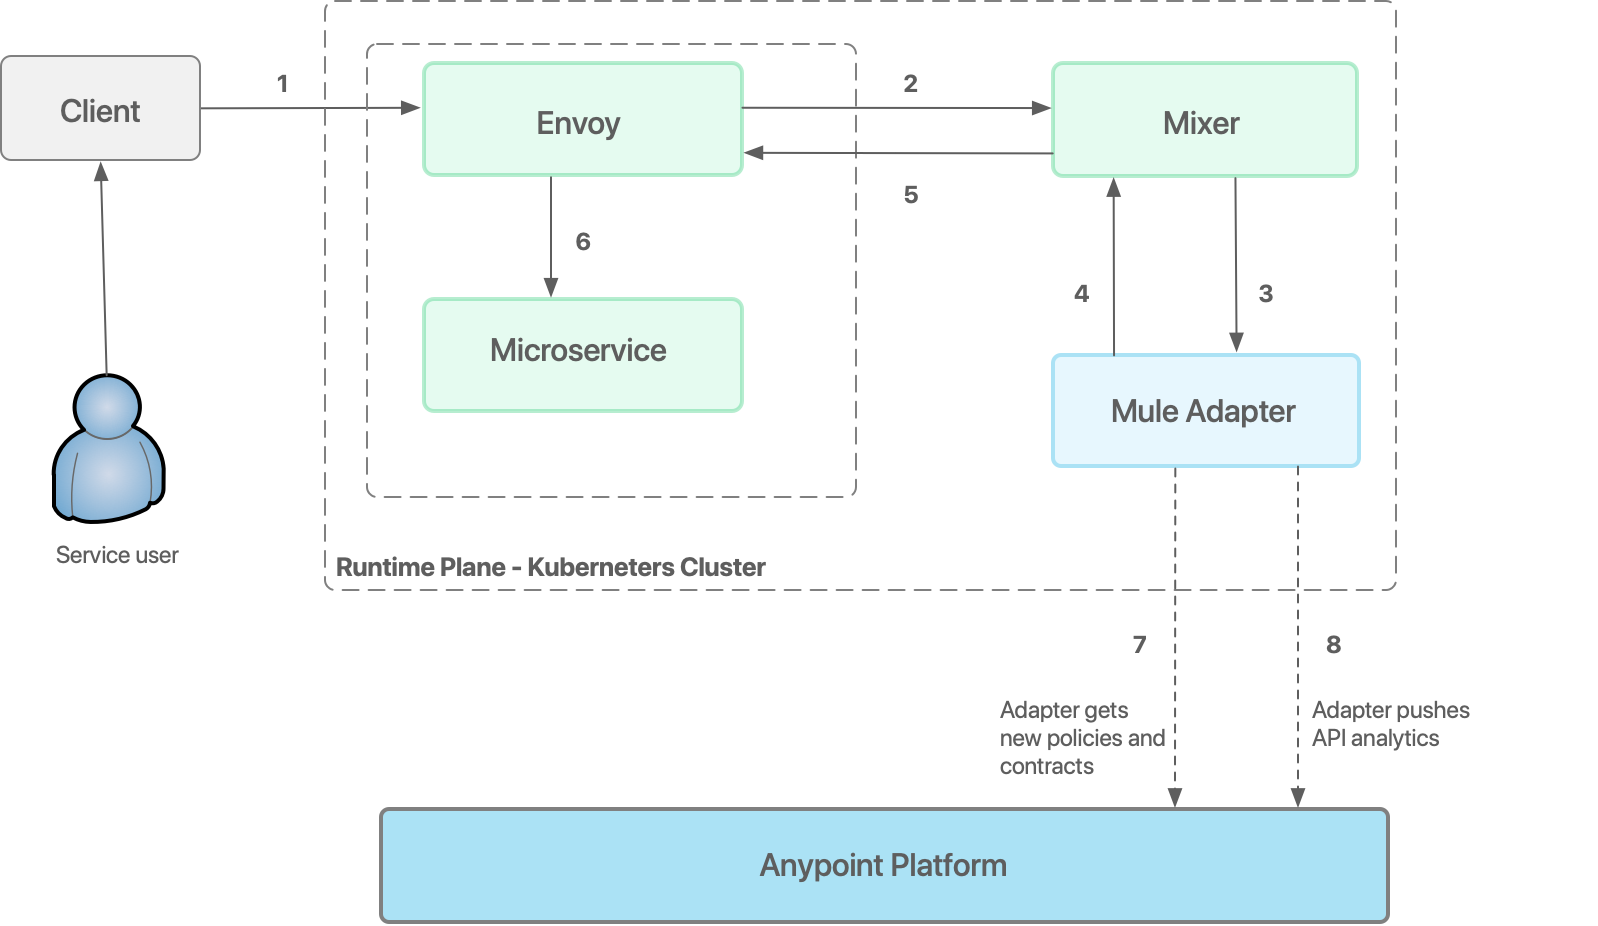 1
2
Client
Envoy
Mixer
5
6
4
3
Microservice
Mule Adapter
Service user
Runtime Plane - Kuberneters Cluster
7
8
Adapter gets
new policies and
contracts
Adapter pushes
API analytics
Anypoint Platform